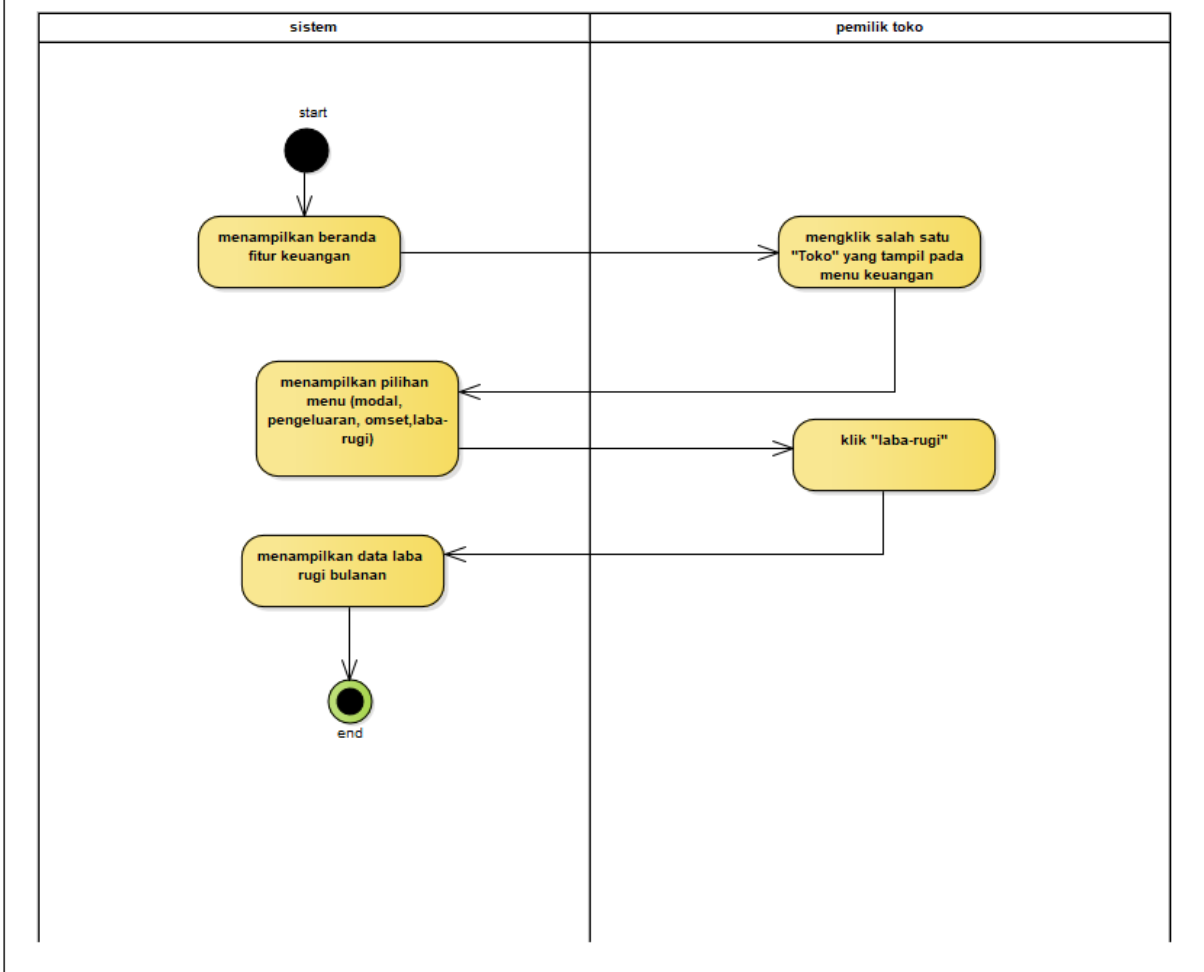 sistem
pemilik toko
start
menampilkan beranda
fitur keuangan
mengklik salah satu
"Toko" yang tampil pada
menu keuangan
menampilkan pilihan
menu (modal,
pengeluaran, omset,laba-
rugi)
klik "laba-rugi"
menampilkan data laba
rugi bulanan
end